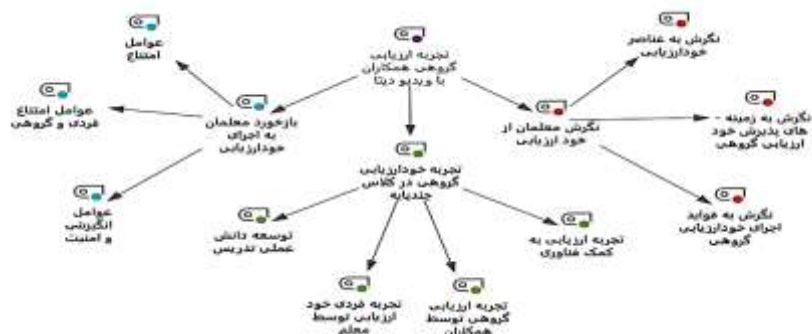 عوامل
امتناع
نگرش به عناصر
خودارزیابی
تجربه ارزیابی
گروهی همکاران
با ویدیو دیتا
عوامل امتناع
فردی و گروهی
بازخورد معلمان
به اجرای
خودارزیابی
نگرش معلمان از
خود ارزیابی
نگرش به زمینه -
های پذیرش خود
ارزیابی گروهی
تجربه خودارزیابی
گروهی در کلاس
چندپایه
عوامل
انگیزشی
و امنیت
توسعه دانش
عملی تدریس
تجربه ارزیابی به
کمک فناوری
نگرش به فواید
اجرای خودارزیابی
گروهی
تجربه فردی خود
ارزیابی توسط
معلم
تجربه ارزیابی
گروهی توسط
همکاران